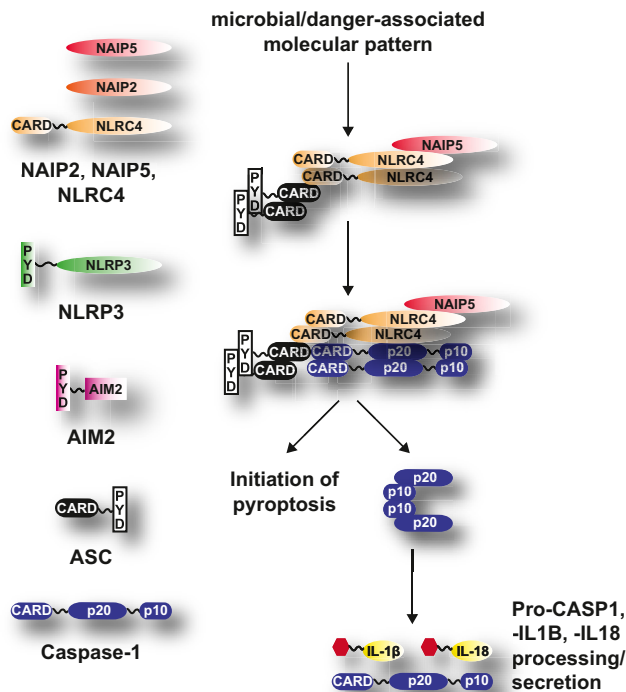 NAIP5
NAIP2
CARD NLRC4
NAIP2, NAIP5,
NLRC4
PYD NLRP3
NLRP3
PYD AIM2
AIM2
CARD PYD
ASC
CARD p20 p10
Caspase-1
microbial/danger-associated
molecular pattern
NAIP5
CARD NLRC4
CARD NLRC4
PYD CARD
PYD CARD
NAIP5
CARD NLRC4
CARD NLRC4
PYD CARD CARD p20 p10
PYD CARD CARD p20 p10
Initiation of
pyroptosis
p20
p10
p10
p20
Pro-CASP1,
-IL1B, -IL18
processing/
secretion
IL-1β IL-18
CARD p20 p10